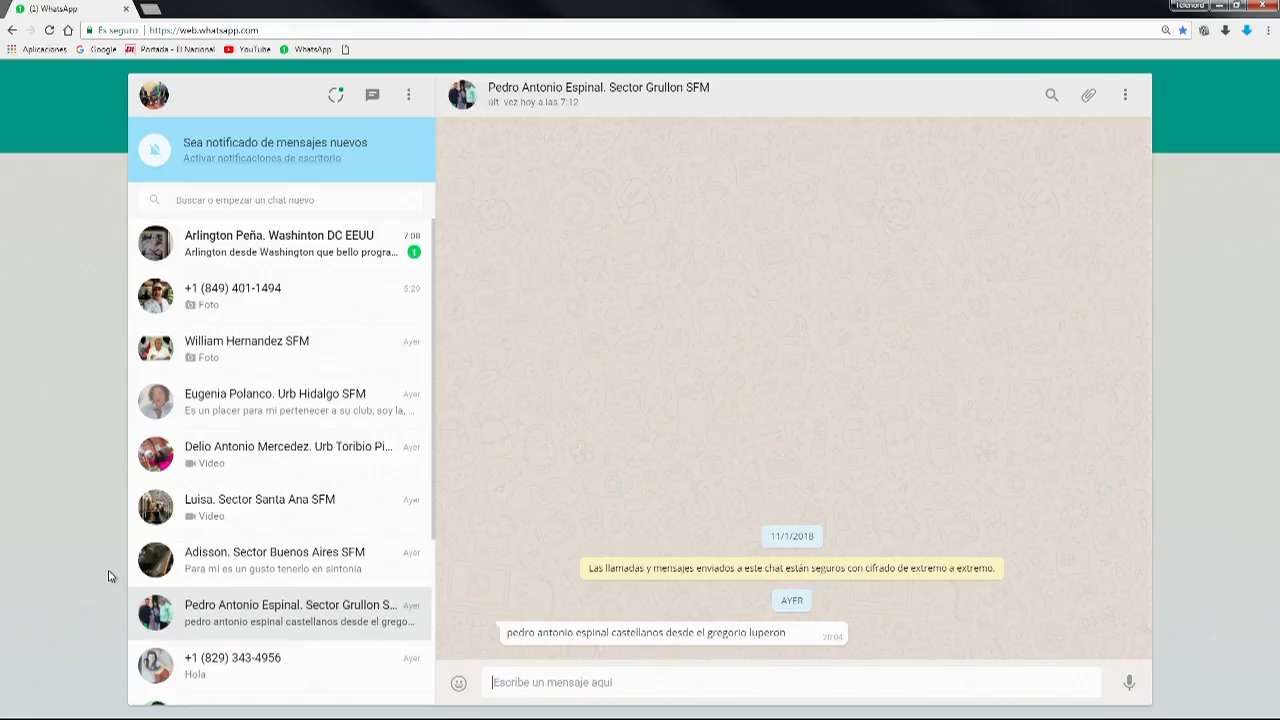 (1) WhatsApp
Telenord
Es seguro
https://web.whatsapp.com
Aplicaciones
Google
Portada - El Nacional
YouTube
WhatsApp
Pedro Antonio Espinal. Sector Grullon SFM
últ. vez hoy a las 7:12
Sea notificado de mensajes nuevos
Activar notificaciones de escritorio
Buscar o empezar un chat nuevo
Arlington Peña. Washinton DC EEUU
7:08
Arlington desde Washington que bello progra...
1
+1 (849) 401-1494
5:20
Foto
William Hernandez SFM
Ayer
Foto
Eugenia Polanco. Urb Hidalgo SFM
Ayer
Es un placer para mi pertenecer a su club, soy la, ...
Delio Antonio Mercedez. Urb Toribio Pi...
Ayer
Video
Luisa. Sector Santa Ana SFM
Ayer
Video
Adisson. Sector Buenos Aires SFM
Ayer
Para mi es un gusto tenerlo en sintonia
Pedro Antonio Espinal. Sector Grullon S...
Ayer
pedro antonio espinal castellanos desde el grego...
+1 (829) 343-4956
Ayer
Hola
11/1/2018
Las llamadas y mensajes enviados a este chat están seguros con cifrado de extremo a extremo.
AYER
pedro antonio espinal castellanos desde el gregorio luperon
20:04
Escribe un mensaje aquí